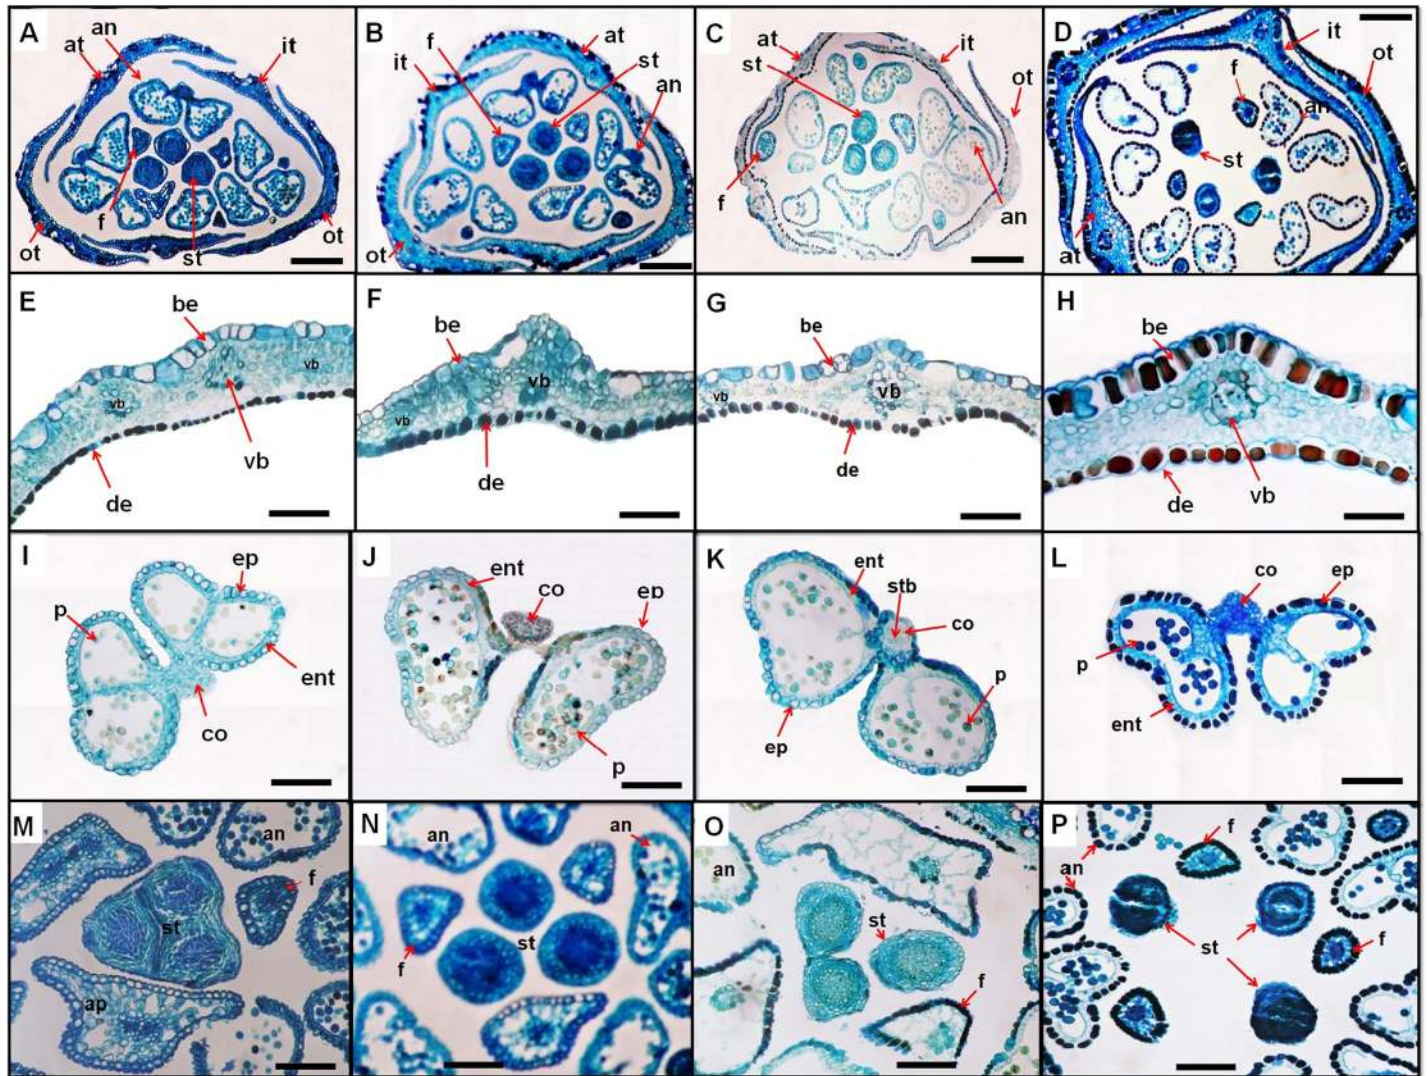 A
an
at
it
f
ot
st
ot
B
f
at
it
st
an
ot
C
at
it
st
ot
f
an
D
it
f
ot
an
st
at
E
be
vb
vb
vb
de
F
be
vb
vb
de
G
be
vb
vb
de
H
be
de
vb
I
ep
p
ent
co
J
ent
co
ep
p
K
ent
stb
co
p
ep
L
co
ep
p
ent
M
an
f
st
ap
N
an
an
st
f
O
an
st
f
P
f
an
st
f